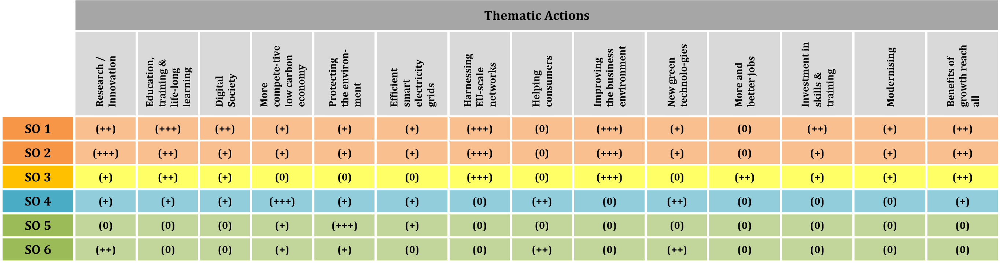 Thematic Actions
Research /
Innovation
Education,
training &
life-long
learning
Digital
Society
More
compete-tive
low carbon
economy
Protecting
the environ-
ment
Efficient
smart
electricity
grids
Harnessing
EU-scale
networks
Helping
consumers
Improving
the business
environment
New green
technolo-gies
More and
better jobs
Investment in
skills &
training
Modernising
Benefits of
growth reach
all
SO 1 (++) (+++) (++) (+) (+) (+) (+++) (0) (+++) (+) (0) (++) (+) (++)
SO 2 (+++) (++) (+) (+) (+) (+) (+++) (0) (+++) (+) (0) (+) (+) (++)
SO 3 (+) (++) (+) (0) (0) (0) (+++) (0) (+++) (0) (++) (+) (+) (++)
SO 4 (+) (+) (+) (+++) (+) (+) (0) (++) (0) (++) (0) (0) (0) (+)
SO 5 (0) (0) (0) (+) (+++) (+) (0) (0) (0) (0) (0) (0) (0) (0)
SO 6 (++) (0) (0) (+) (+) (0) (0) (++) (0) (++) (0) (0) (0) (0)